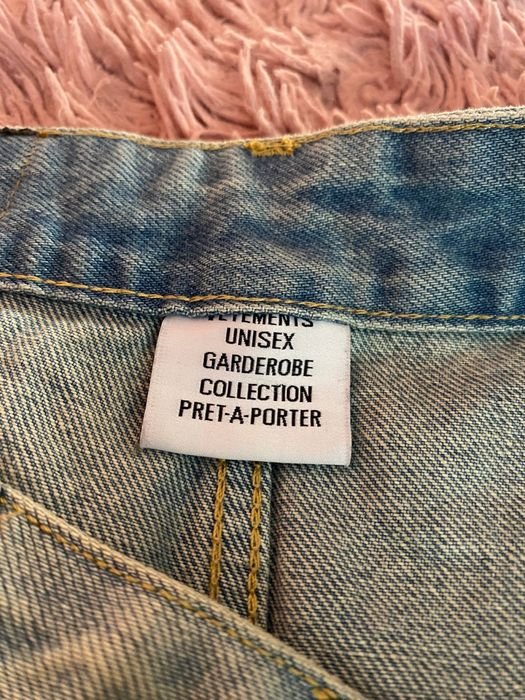 VETEMENTS
UNISEX
GARDEROBE
COLLECTION
PRET-A-PORTER